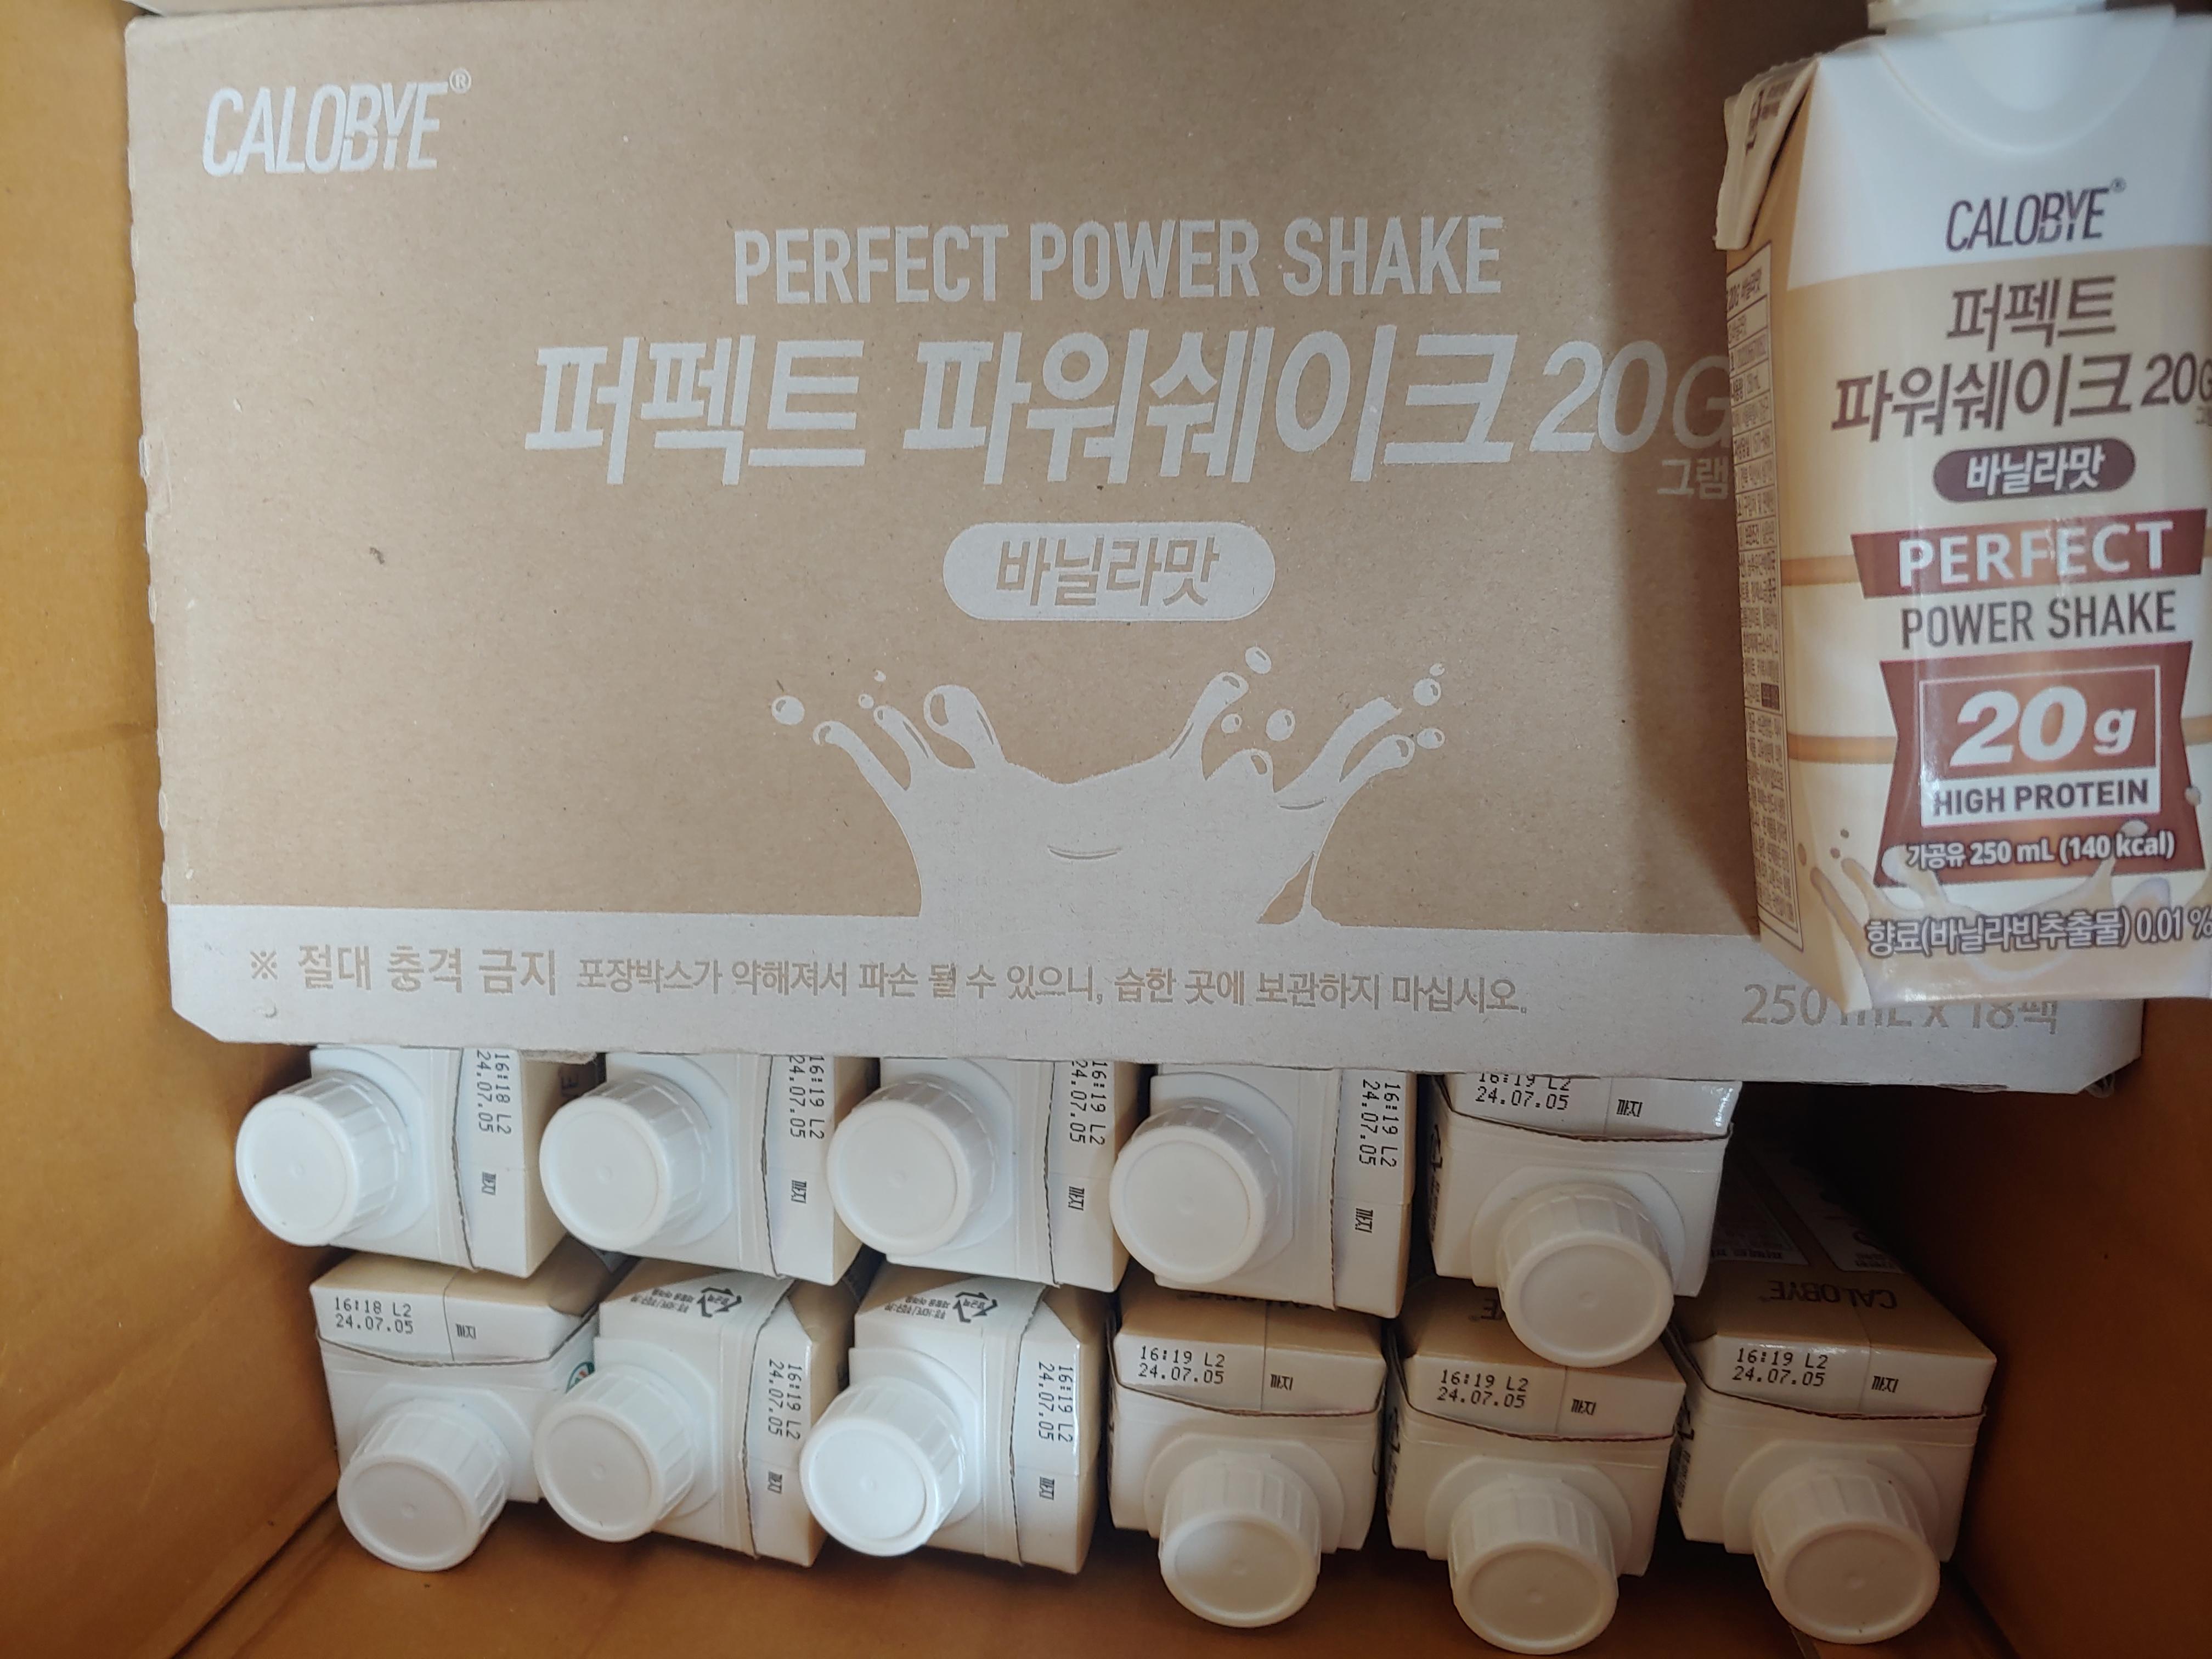 CALOBYE®
PERFECT POWER SHAKE
퍼펙트 파워쉐이크 20G
그램
바닐라맛
※ 절대 충격 금지 포장박스가 약해져서 파손 될 수 있으니, 습한 곳에 보관하지 마십시오.
250 mL x 18팩
CALOBYE®
퍼펙트
파워쉐이크 20G
바닐라맛
PERFECT
POWER SHAKE
20g
HIGH PROTEIN
가공유 250 mL (140 kcal)
향료(바닐라빈추출물) 0.01 %
16:18 L2
24.07.05 까지
16:19 L2
24.07.05 까지
16:19 L2
24.07.05 까지
16:19 L2
24.07.05 까지
16:19 L2
24.07.05 까지
16:18 L2
24.07.05 까지
16:19 L2
24.07.05 까지
16:19 L2
24.07.05 까지
16:19 L2
24.07.05 까지
16:19 L2
24.07.05 까지
CALOBYE
16:19 L2
24.07.05 까지